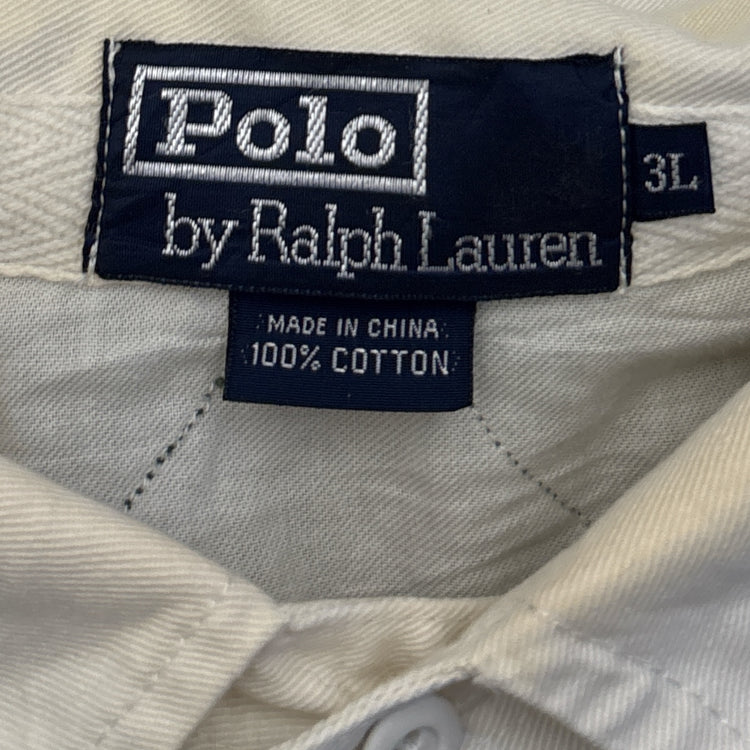 Polo
by Ralph Lauren
3L
MADE IN CHINA
100% COTTON